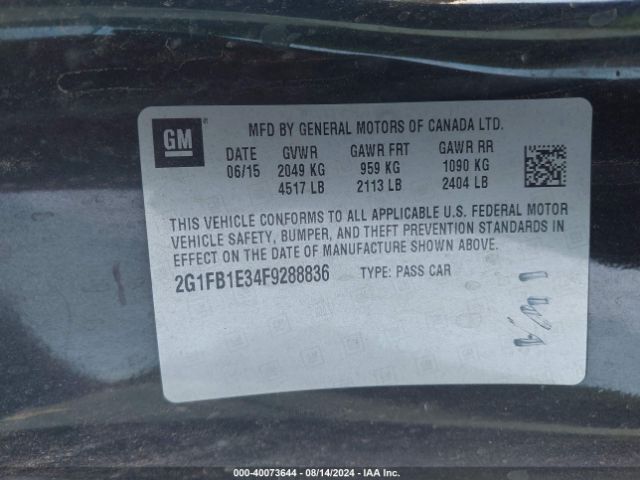 GM
MFD BY GENERAL MOTORS OF CANADA LTD.
DATE GVWR GAWR FRT GAWR RR
06/15 2049 KG 959 KG 1090 KG
4517 LB 2113 LB 2404 LB
THIS VEHICLE CONFORMS TO ALL APPLICABLE U.S. FEDERAL MOTOR
VEHICLE SAFETY, BUMPER, AND THEFT PREVENTION STANDARDS IN
EFFECT ON THE DATE OF MANUFACTURE SHOWN ABOVE.
2G1FB1E34F9288836 TYPE: PASS CAR
000-40073644 | 08/14/2024 | IAA Inc.